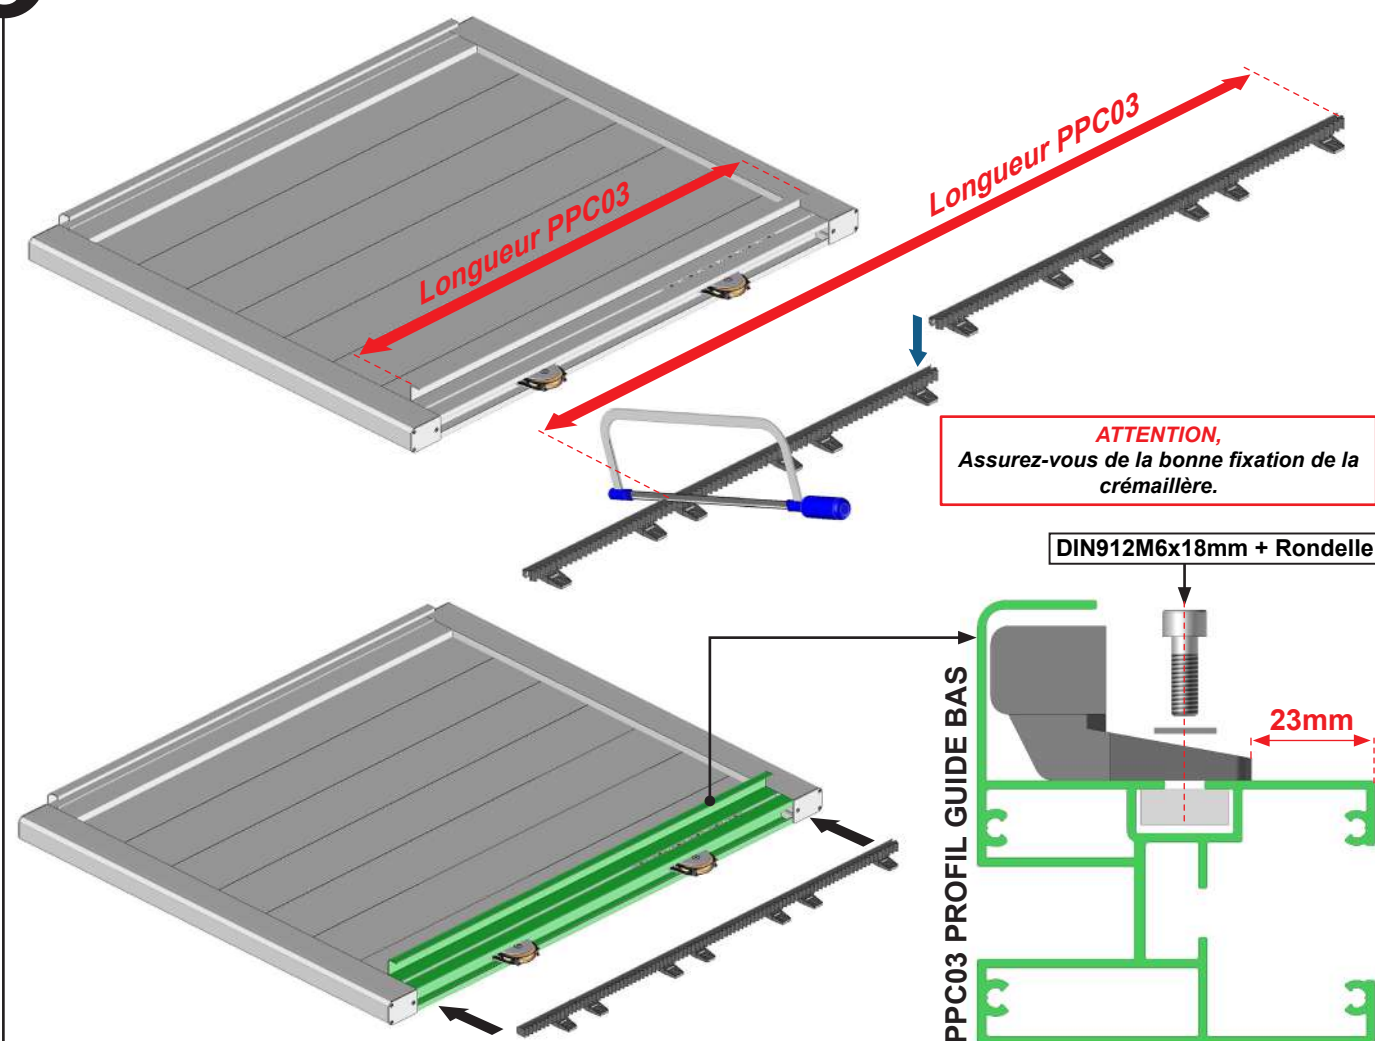 Longueur PPC03
Longueur PPC03
ATTENTION,
Assurez-vous de la bonne fixation de la
crémaillère.
DIN912M6x18mm + Rondelle
23mm
PPC03 PROFIL GUIDE BAS